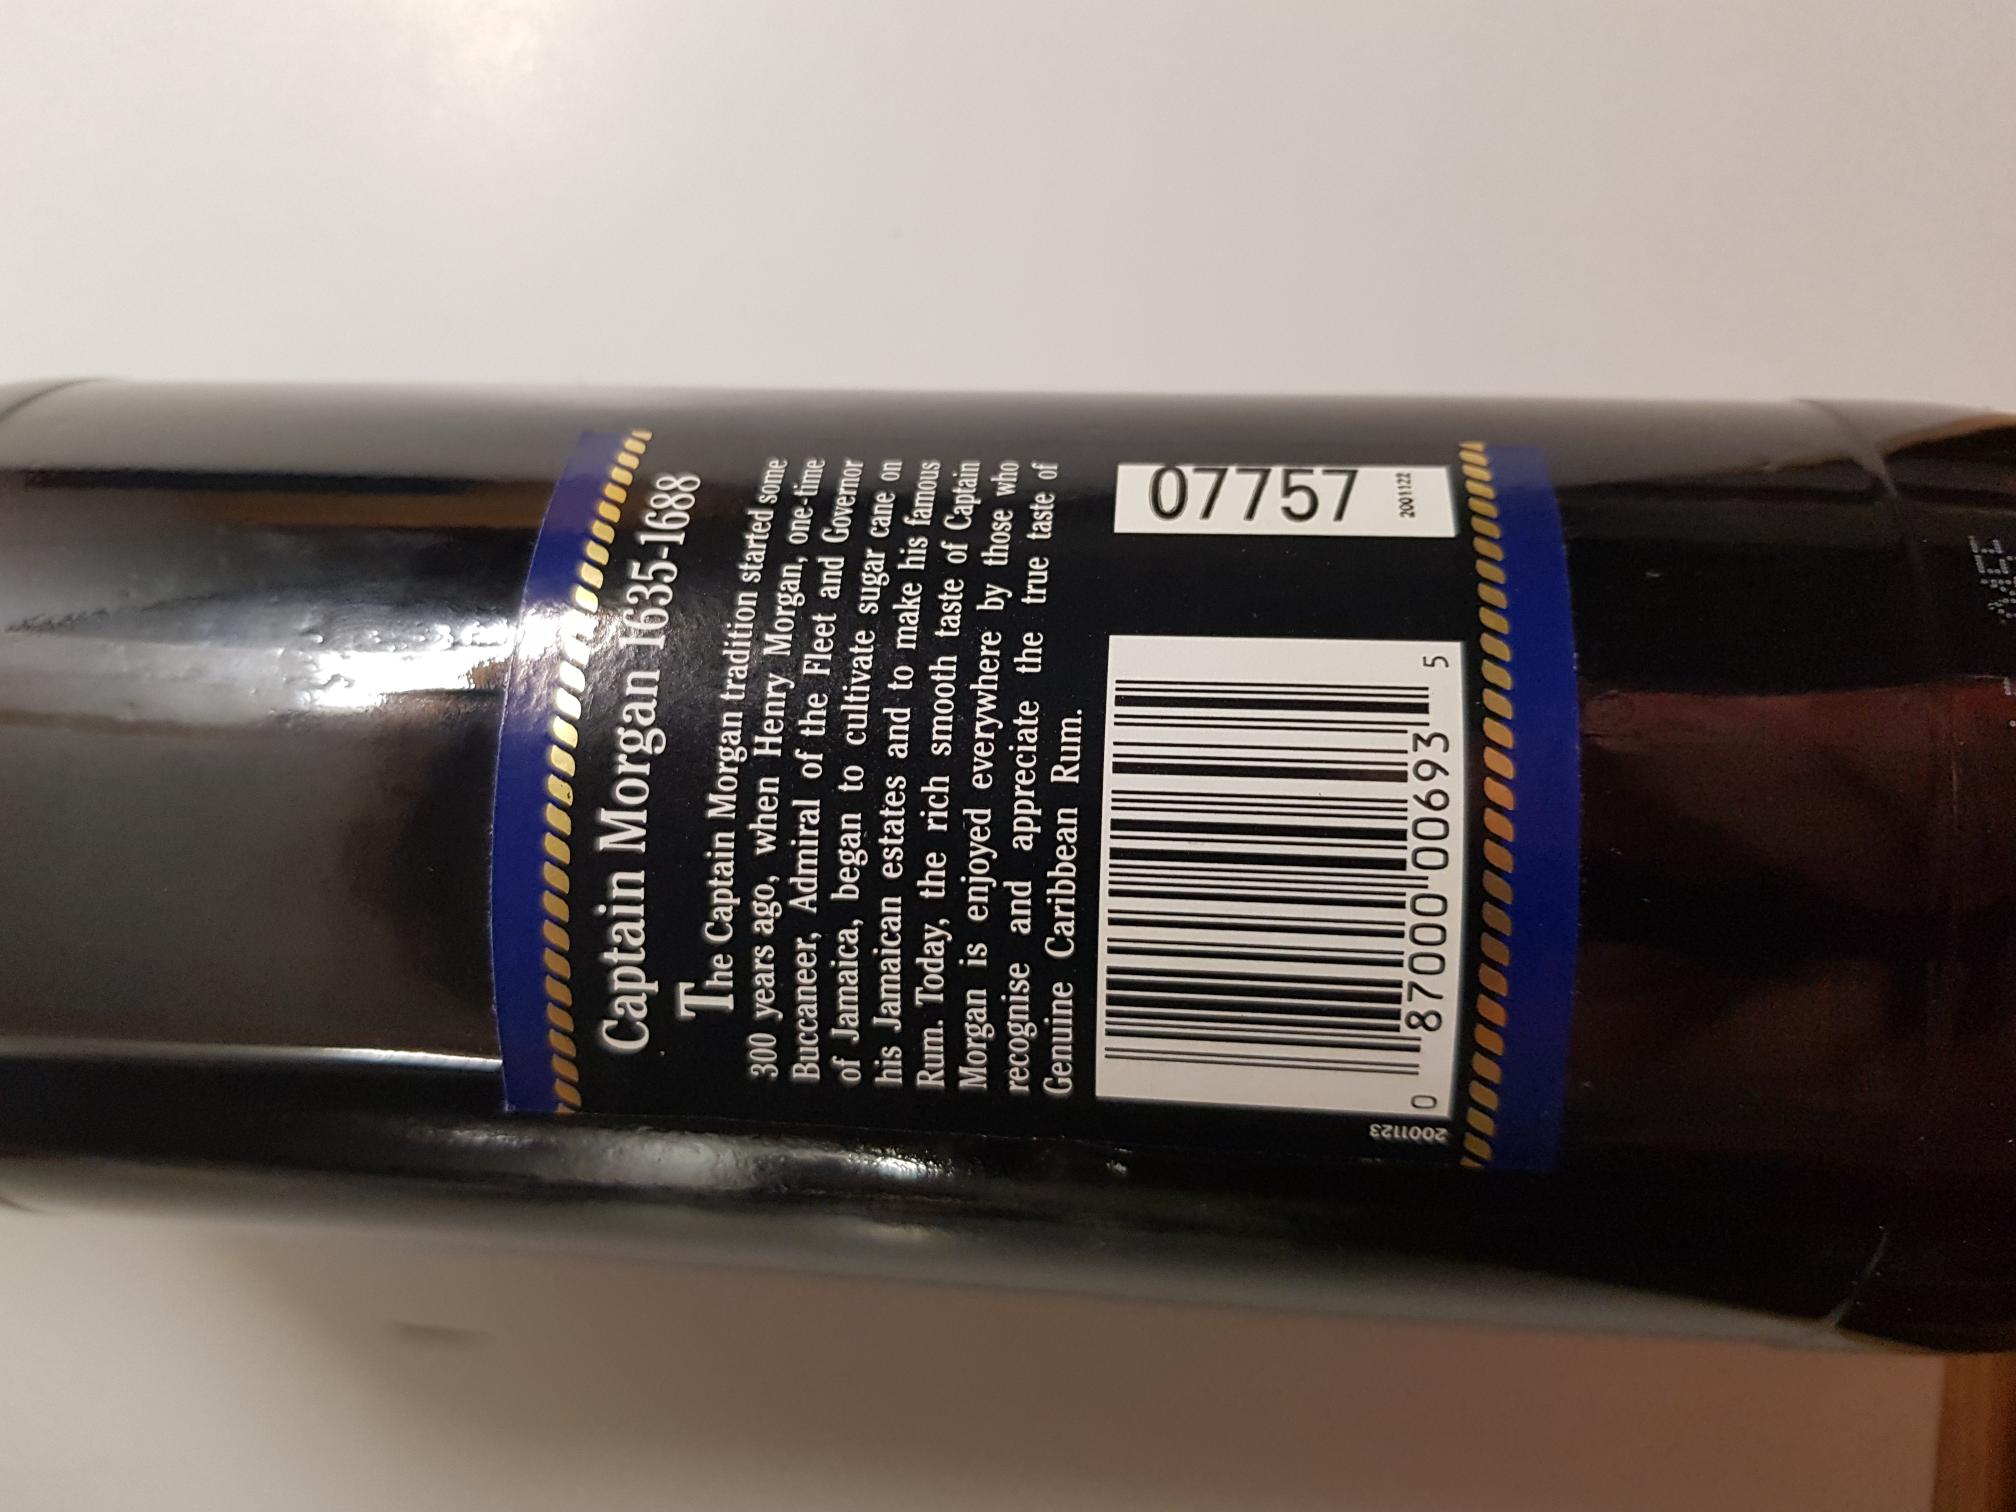 Captain Morgan 1635-1688
The Captain Morgan tradition started some
300 years ago, when Henry Morgan, one-time
Buccaneer, Admiral of the Fleet and Governor
of Jamaica, began to cultivate sugar cane on
his Jamaican estates and to make his famous
Rum. Today, the rich smooth taste of Captain
Morgan is enjoyed everywhere by those who
recognise and appreciate the true taste of
Genuine Caribbean Rum.
07757
2001122
0 87000 00693 5
2001123